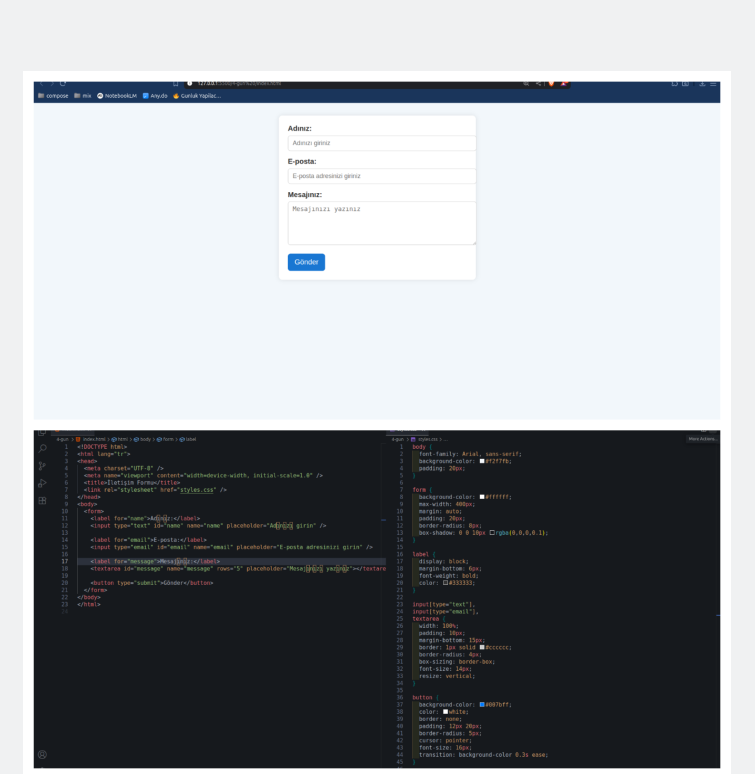 compose mix NotebookLM Any.do Gunluk Yapilac...
Adınız:
Adınızı giriniz
E-posta:
E-posta adresinizi giriniz
Mesajınız:
Mesajınızı yazınız
Gönder
e-gun > index.html > html > body > form > label
1 <!DOCTYPE html>
2 <html lang="tr">
3 <head>
4 <meta charset="UTF-8" />
5 <meta name="viewport" content="width=device-width, initial-scale=1.0" />
6 <title>İletişim Formu</title>
7 <link rel="stylesheet" href="styles.css" />
8 </head>
9 <body>
10 <form>
11 <label for="name">Adınız:</label>
12 <input type="text" id="name" name="name" placeholder="Adınızı girin" />
13
14 <label for="email">E-posta:</label>
15 <input type="email" id="email" name="email" placeholder="E-posta adresinizi girin" />
16
17 <label for="message">Mesajınız:</label>
18 <textarea id="message" name="message" rows="5" placeholder="Mesajınızı yazınız"></textare
19
20 <button type="submit">Gönder</button>
21 </form>
22 </body>
23 </html>
24
e-gun > styles.css > ...
More Actions...
1 body {
2 font-family: Arial, sans-serif;
3 background-color: #f2f7fb;
4 padding: 20px;
5 }
6
7 form {
8 background-color: #ffffff;
9 max-width: 400px;
10 margin: auto;
11 padding: 20px;
12 border-radius: 8px;
13 box-shadow: 0 0 10px rgba(0,0,0,0.1);
14 }
15
16 label {
17 display: block;
18 margin-bottom: 6px;
19 font-weight: bold;
20 color: #333333;
21 }
22
23 input[type="text"],
24 input[type="email"],
25 textarea {
26 width: 100%;
27 padding: 10px;
28 margin-bottom: 15px;
29 border: 1px solid #cccccc;
30 border-radius: 4px;
31 box-sizing: border-box;
32 font-size: 14px;
33 resize: vertical;
34 }
35
36 button {
37 background-color: #007bff;
38 color: white;
39 border: none;
40 padding: 12px 20px;
41 border-radius: 5px;
42 cursor: pointer;
43 font-size: 16px;
44 transition: background-color 0.3s ease;
45 }